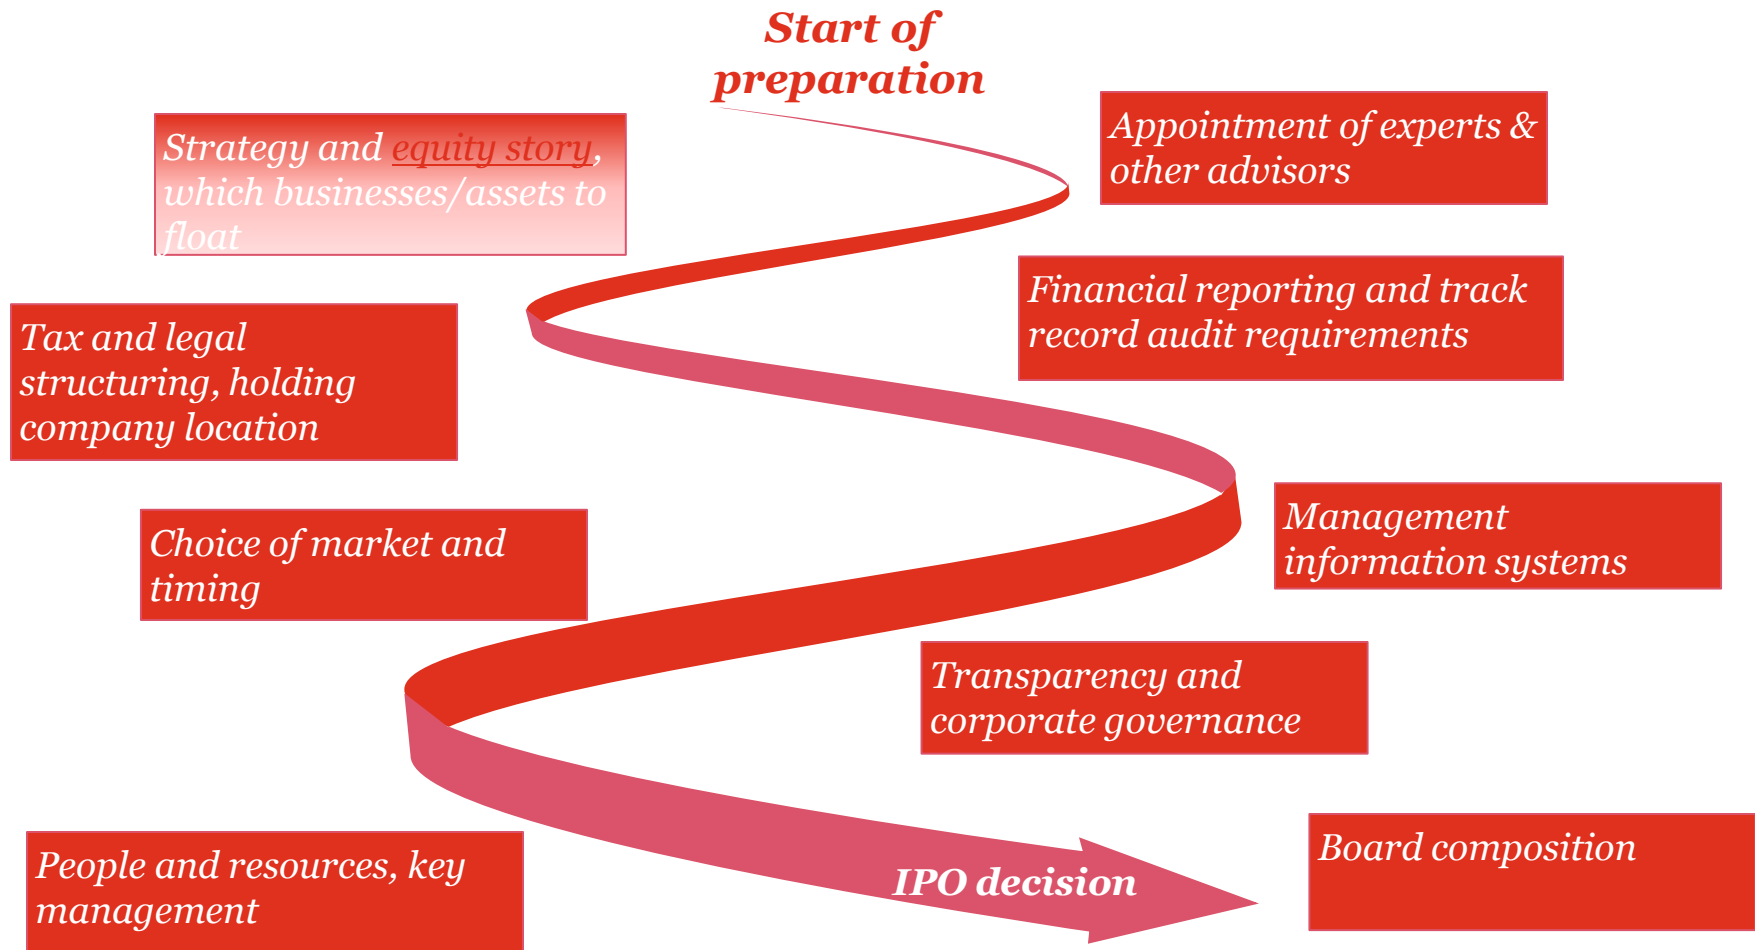 Start of
preparation
Strategy and equity story,
which businesses/assets to
float
Appointment of experts &
other advisors
Tax and legal
structuring, holding
company location
Financial reporting and track
record audit requirements
Choice of market and
timing
Management
information systems
Transparency and
corporate governance
People and resources, key
management
IPO decision
Board composition